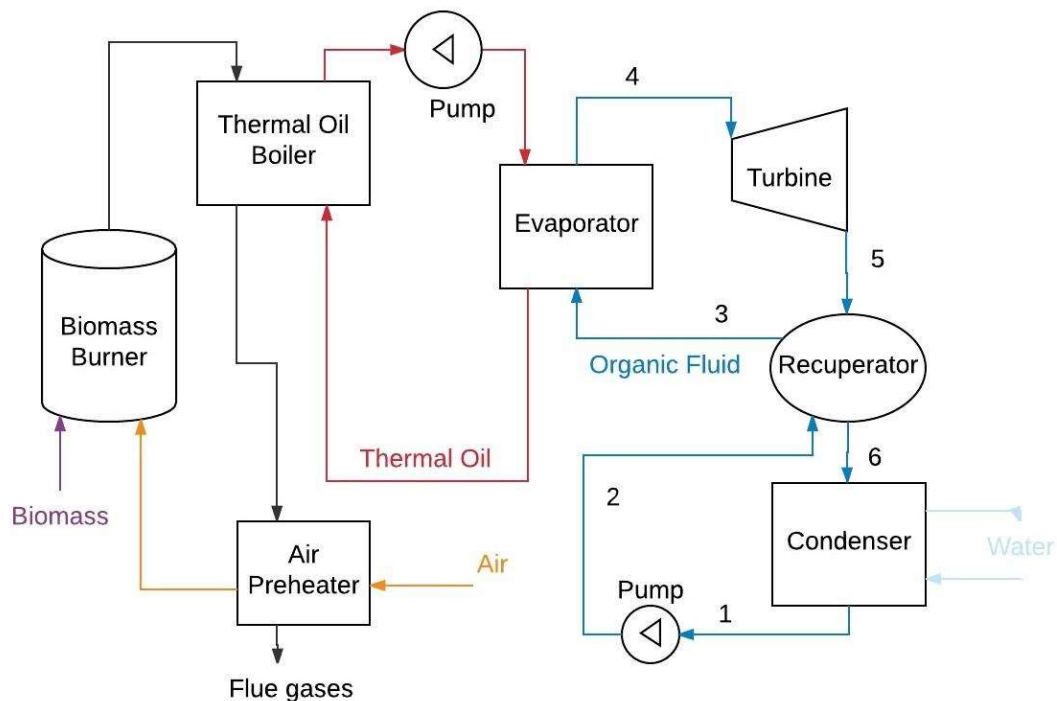 4
Thermal Oil
Boiler
Pump
Turbine
Evaporator
5
Biomass
Burner
3
Organic Fluid
Recuperator
Thermal Oil
6
2
Biomass
Condenser
Water
Air
Preheater
Air
Pump
1
Flue gases